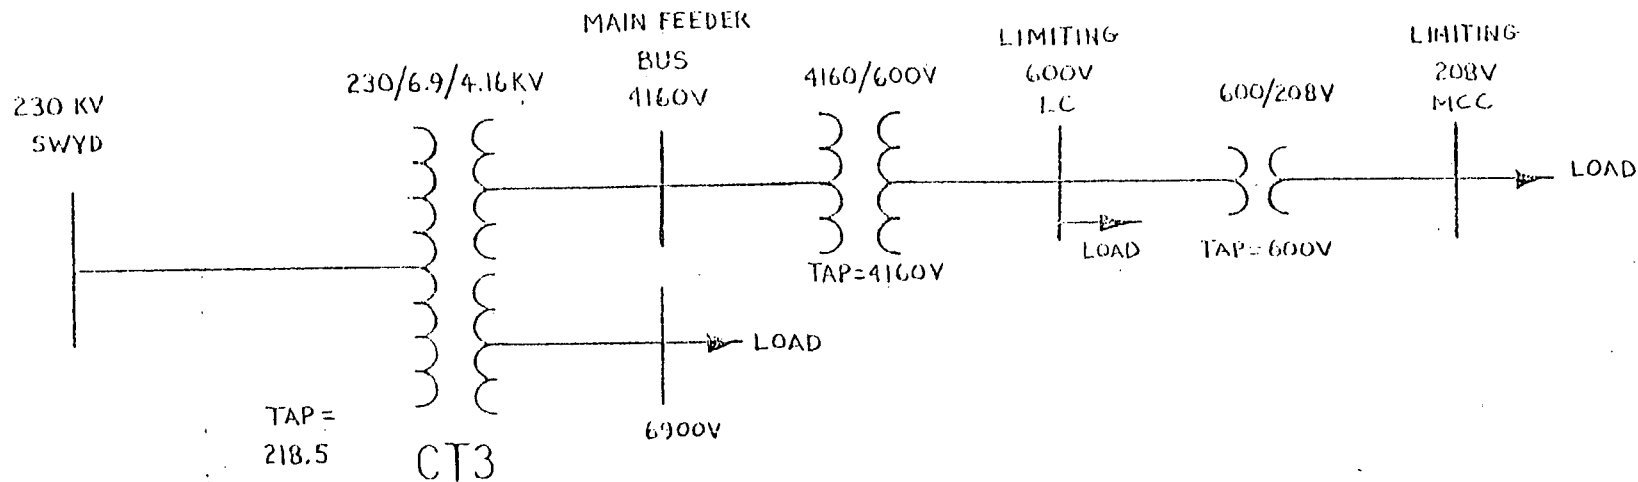 230 KV
SWYD
230/6.9/4.16KV
MAIN FEEDER
BUS
4160V
4160/600V
LIMITING
600V
LC
600/208V
LIMITING
208V
MCC
LOAD
LOAD
TAP=600V
TAP=4160V
LOAD
6900V
TAP=
218.5
CT3